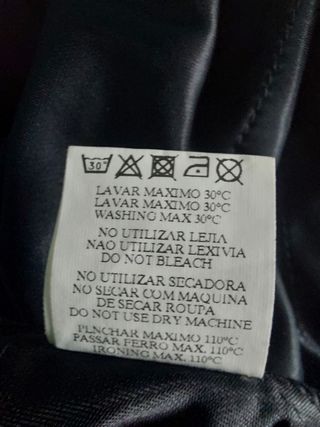 30°
LAVAR MAXIMO 30°C
LAVAR MAXIMO 30°C
WASHING MAX 30°C
NO UTILIZAR LEJIA
NAO UTILIZAR LEXIVIA
DO NOT BLEACH
NO UTILIZAR SECADORA
NO SECAR COM MAQUINA
DE SECAR ROUPA
DO NOT USE DRY MACHINE
PLNCHAR MAXIMO 110°C
PASSAR FERRO MAX. 110°C
IRONING MAX. 110°C